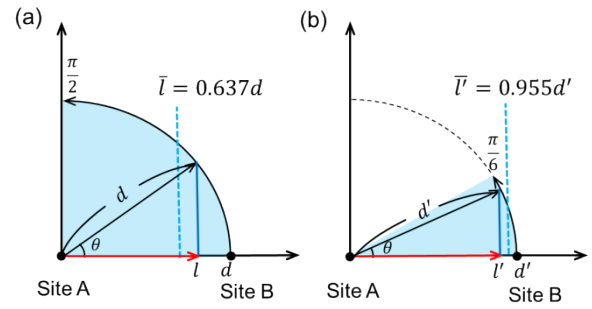 (a)
π/2
l̄ = 0.637d
d
θ
l
d
Site A
Site B
(b)
l̄′ = 0.955d′
π/6
d′
θ
l′
d′
Site A
Site B